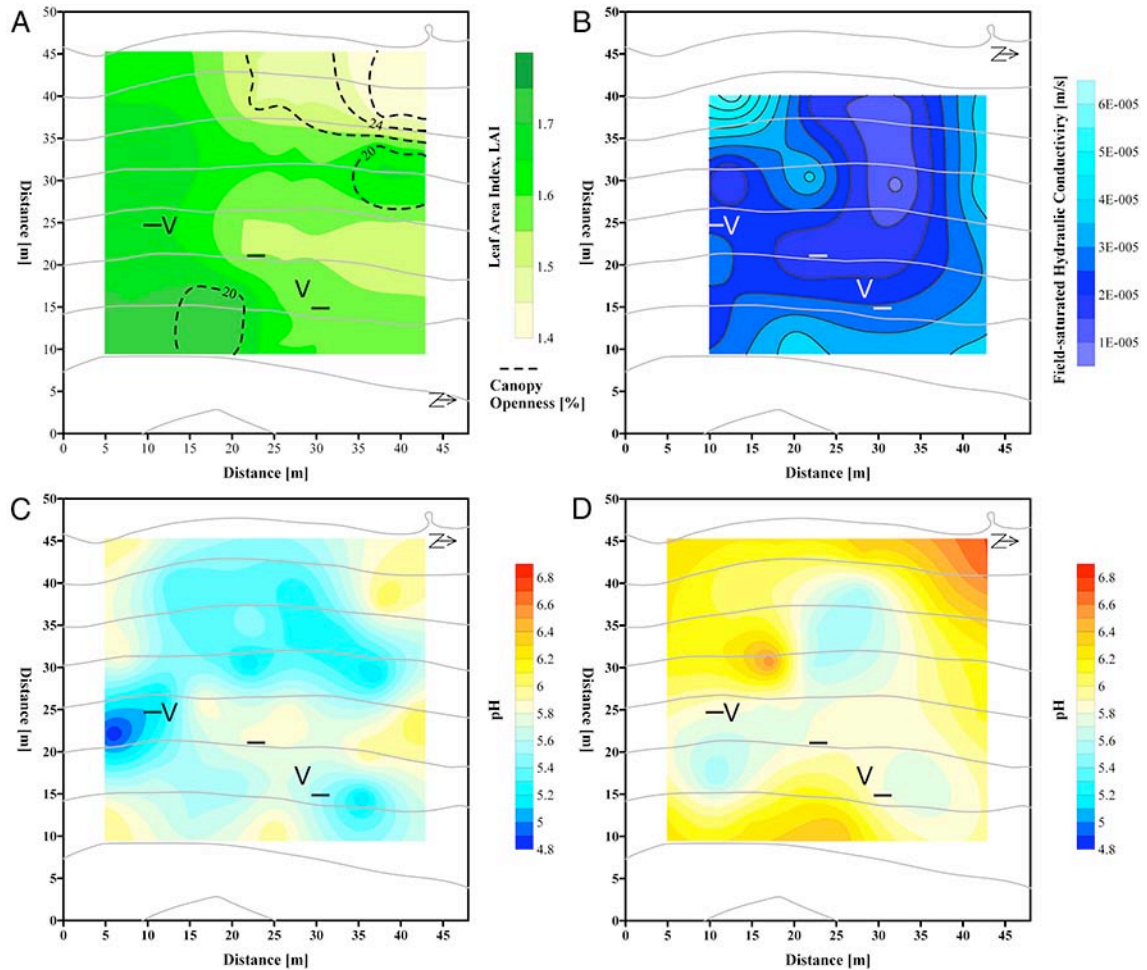 A
50
45
40
35
30
25
20
15
10
5
0
0 5 10 15 20 25 30 35 40 45
Distance [m]
Distance [m]
24
20
20
V
V
Z
1.7
1.6
1.5
1.4
Leaf Area Index, LAI
Canopy
Openness [%]
B
50
45
40
35
30
25
20
15
10
5
0
0 5 10 15 20 25 30 35 40 45
Distance [m]
Distance [m]
V
V
Z
6E-005
5E-005
4E-005
3E-005
2E-005
1E-005
Field-saturated Hydraulic Conductivity [m/s]
C
50
45
40
35
30
25
20
15
10
5
0
0 5 10 15 20 25 30 35 40 45
Distance [m]
Distance [m]
V
V
Z
6.8
6.6
6.4
6.2
6
5.8
5.6
5.4
5.2
5
4.8
pH
D
50
45
40
35
30
25
20
15
10
5
0
0 5 10 15 20 25 30 35 40 45
Distance [m]
Distance [m]
V
V
Z
6.8
6.6
6.4
6.2
6
5.8
5.6
5.4
5.2
5
4.8
pH